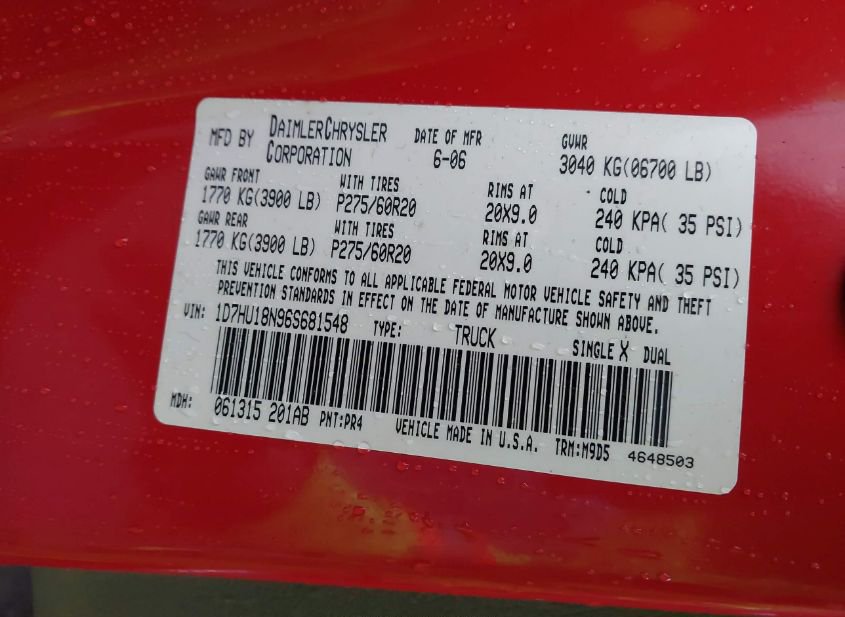 MFD BY DAIMLERCHRYSLER CORPORATION DATE OF MFR 6-06 GVWR 3040 KG(06700 LB)
GAWR FRONT WITH TIRES RIMS AT COLD
1770 KG(3900 LB) P275/60R20 20X9.0 240 KPA( 35 PSI)
GAWR REAR WITH TIRES RIMS AT COLD
1770 KG(3900 LB) P275/60R20 20X9.0 240 KPA( 35 PSI)
THIS VEHICLE CONFORMS TO ALL APPLICABLE FEDERAL MOTOR VEHICLE SAFETY AND THEFT
PREVENTION STANDARDS IN EFFECT ON THE DATE OF MANUFACTURE SHOWN ABOVE.
VIN: 1D7HU18N96S681548 TYPE: TRUCK SINGLE X DUAL
MDH: 061315 201AB PNT:PR4 VEHICLE MADE IN U.S.A. TRM:M9D5 4648503